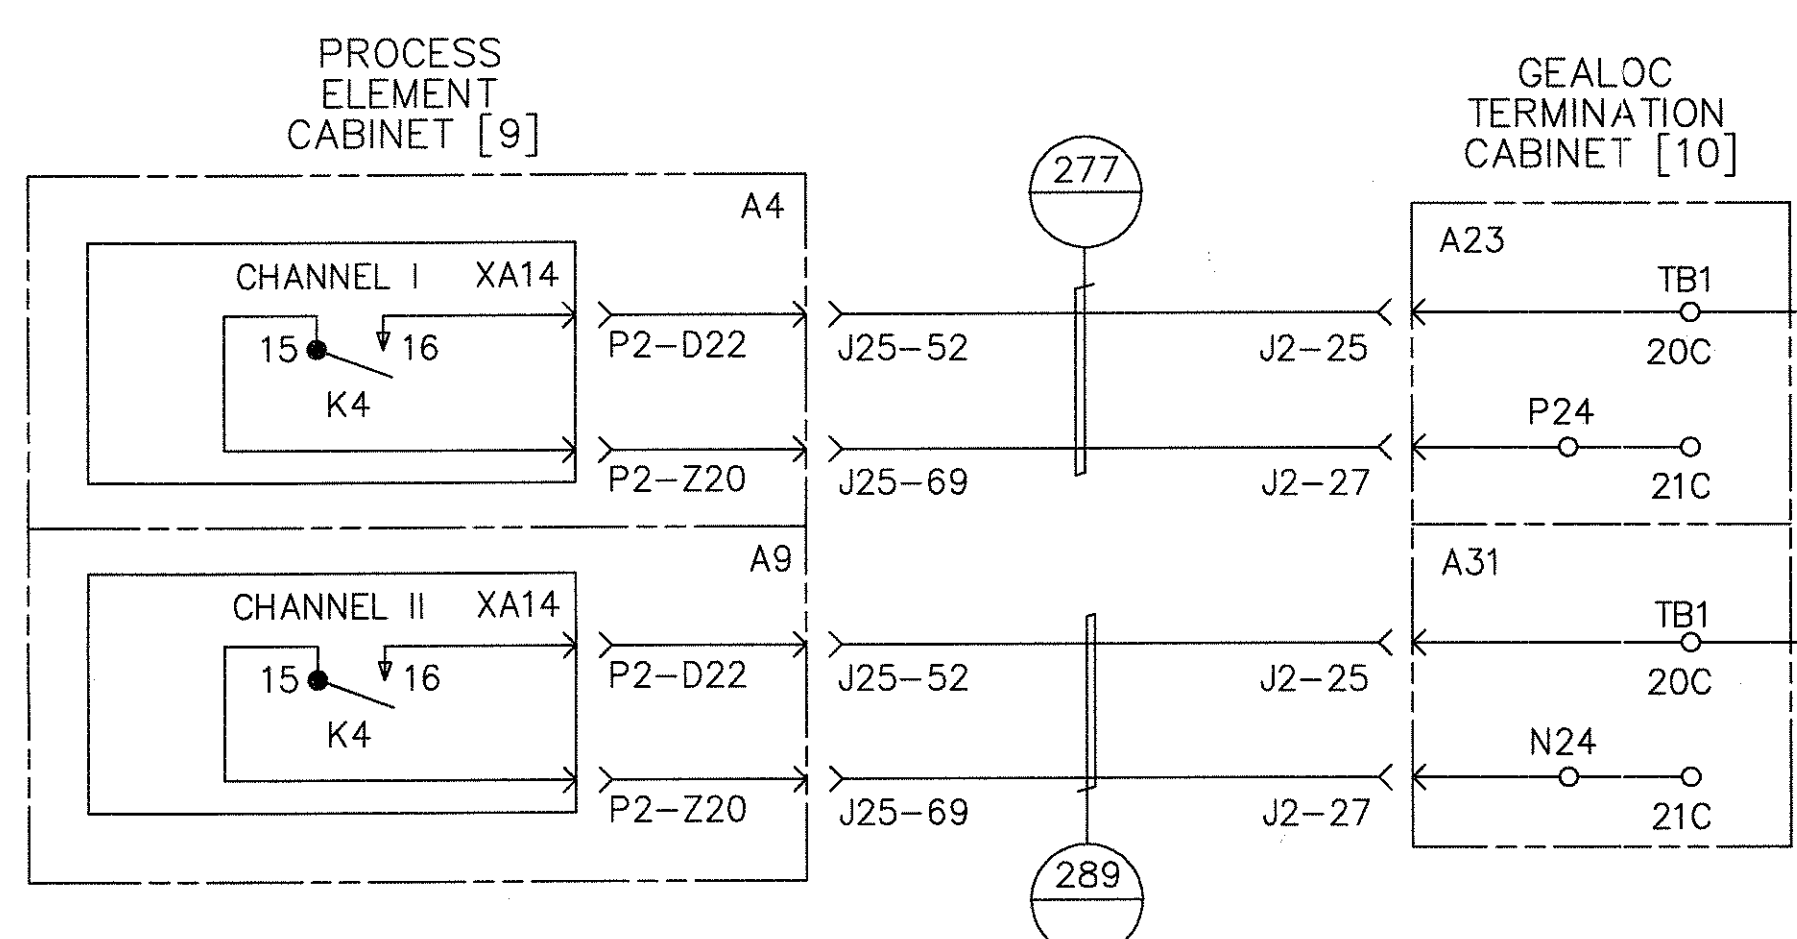 PROCESS
ELEMENT
CABINET [9]
GEALOC
TERMINATION
CABINET [10]
277
A4
A23
CHANNEL I XA14
TB1
15 16
P2-D22
J25-52
J2-25
20C
K4
P24
P2-Z20
J25-69
J2-27
21C
A9
A31
CHANNEL II XA14
TB1
15 16
P2-D22
J25-52
J2-25
20C
K4
N24
P2-Z20
J25-69
J2-27
21C
289